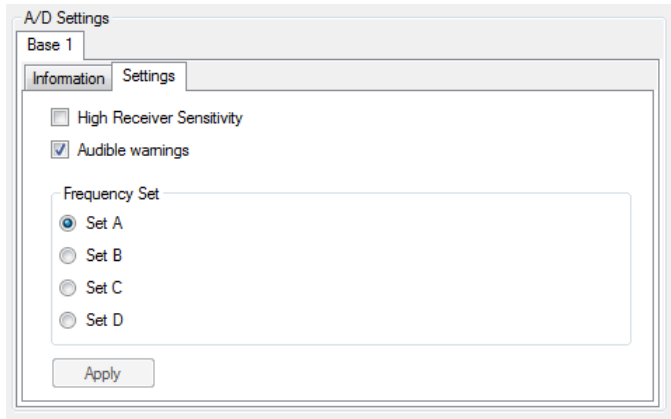 A/D Settings
Base 1
Information Settings
High Receiver Sensitivity
Audible warnings
Frequency Set
Set A
Set B
Set C
Set D
Apply